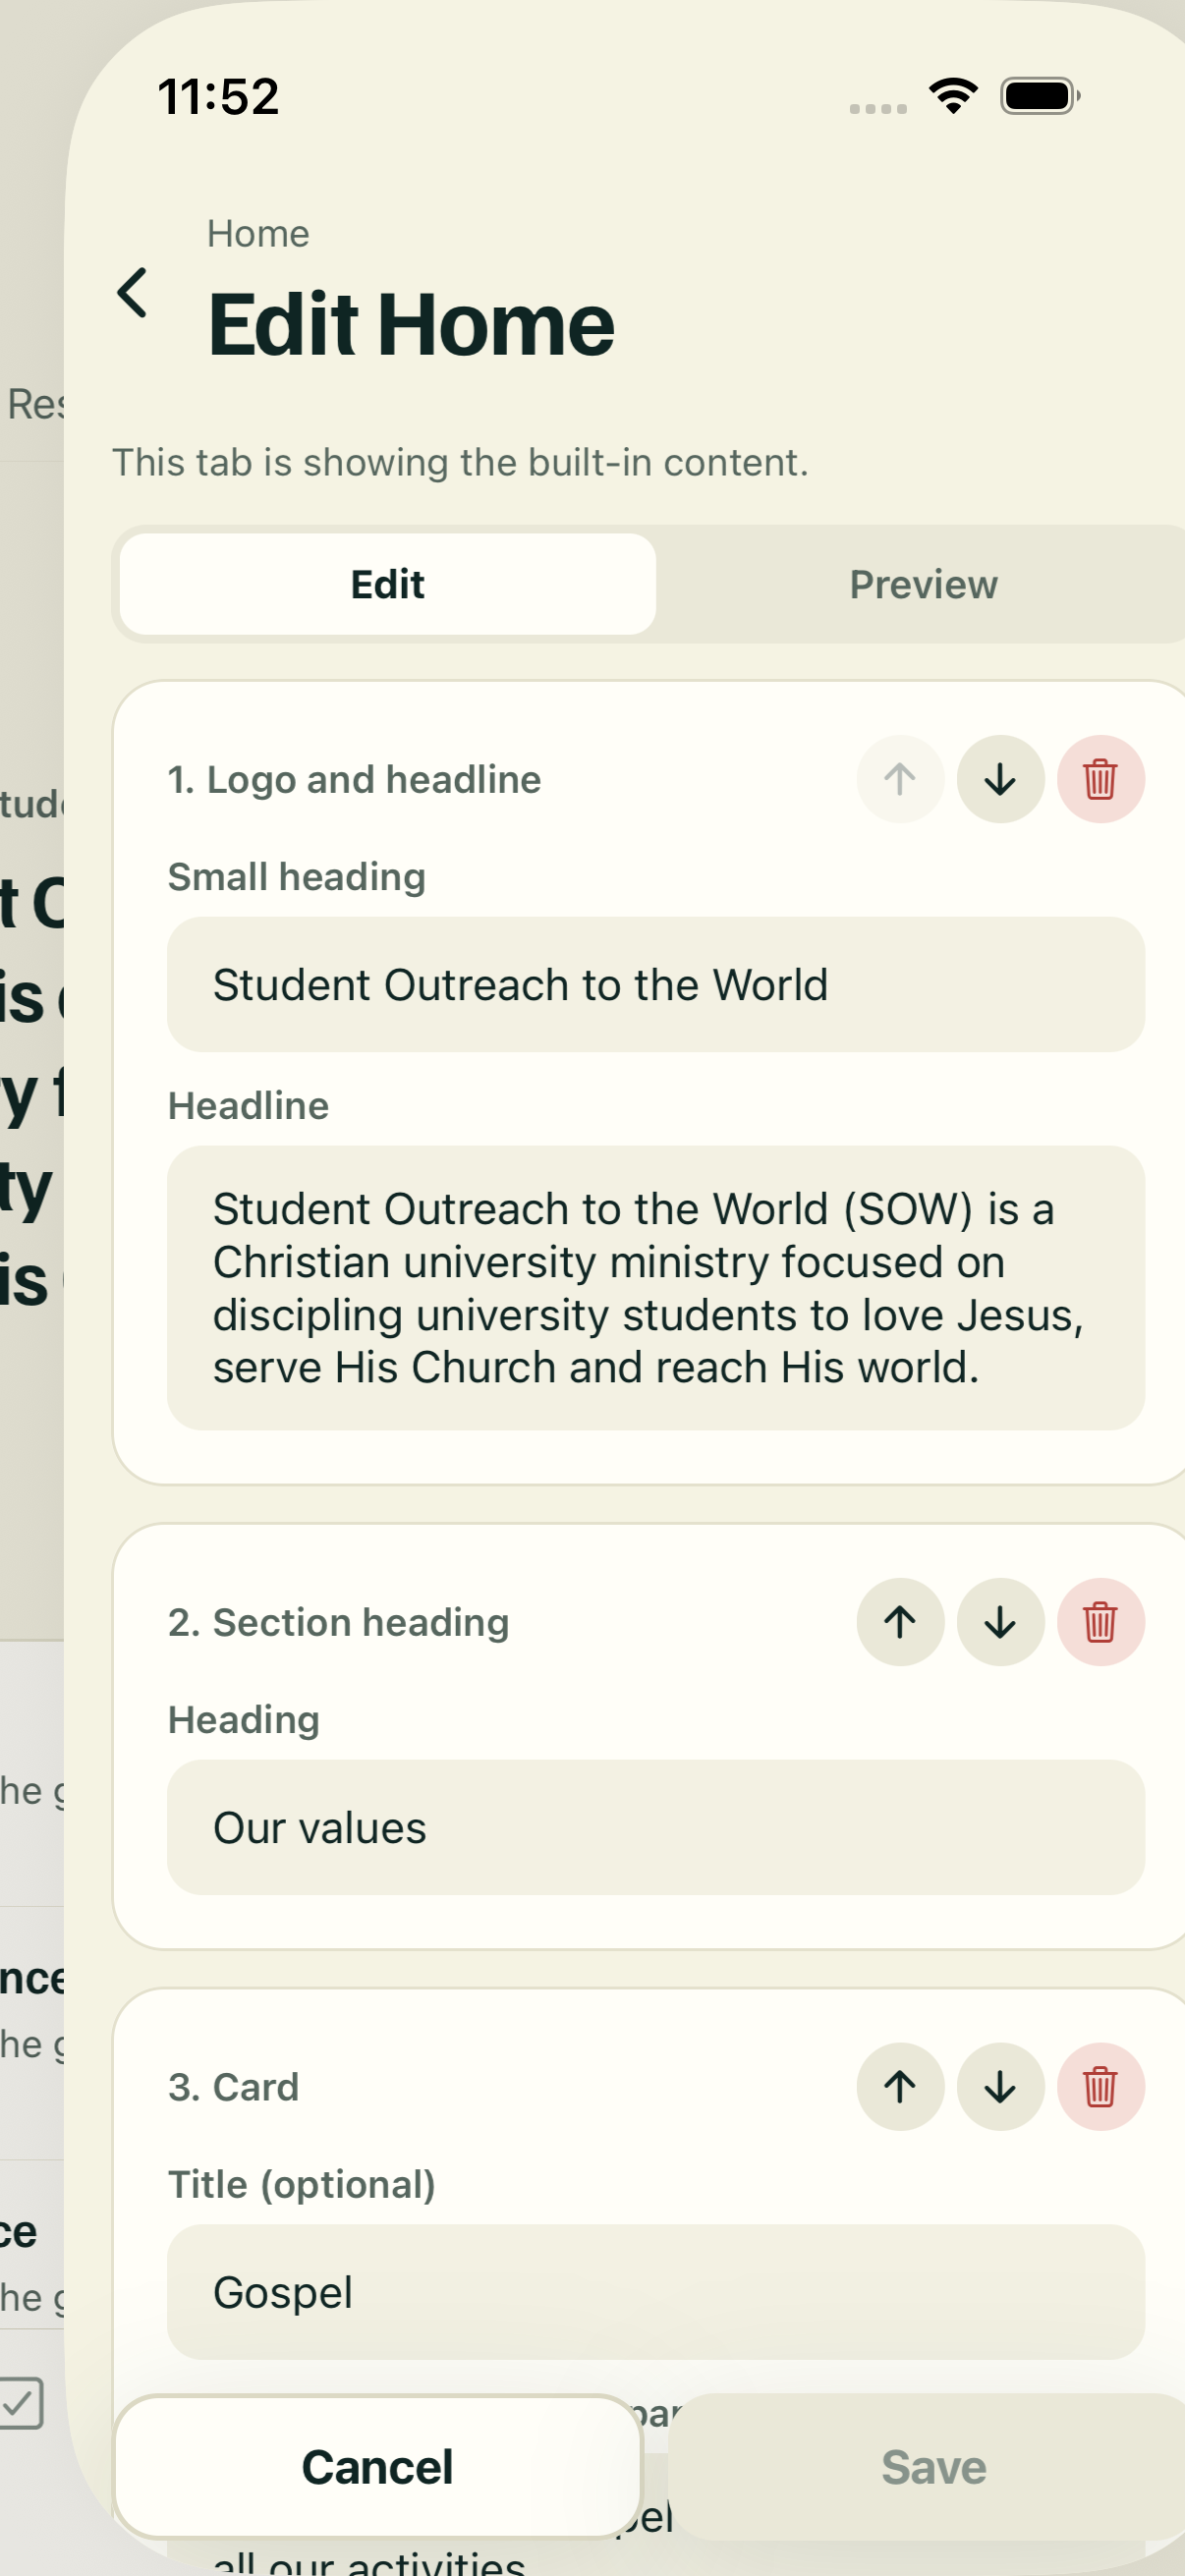 11:52
Home
Edit Home
This tab is showing the built-in content.
Edit
Preview
1. Logo and headline
Small heading
Student Outreach to the World
Headline
Student Outreach to the World (SOW) is a
Christian university ministry focused on
discipling university students to love Jesus,
serve His Church and reach His world.
2. Section heading
Heading
Our values
3. Card
Title (optional)
Gospel
Cancel
Save
all our activities